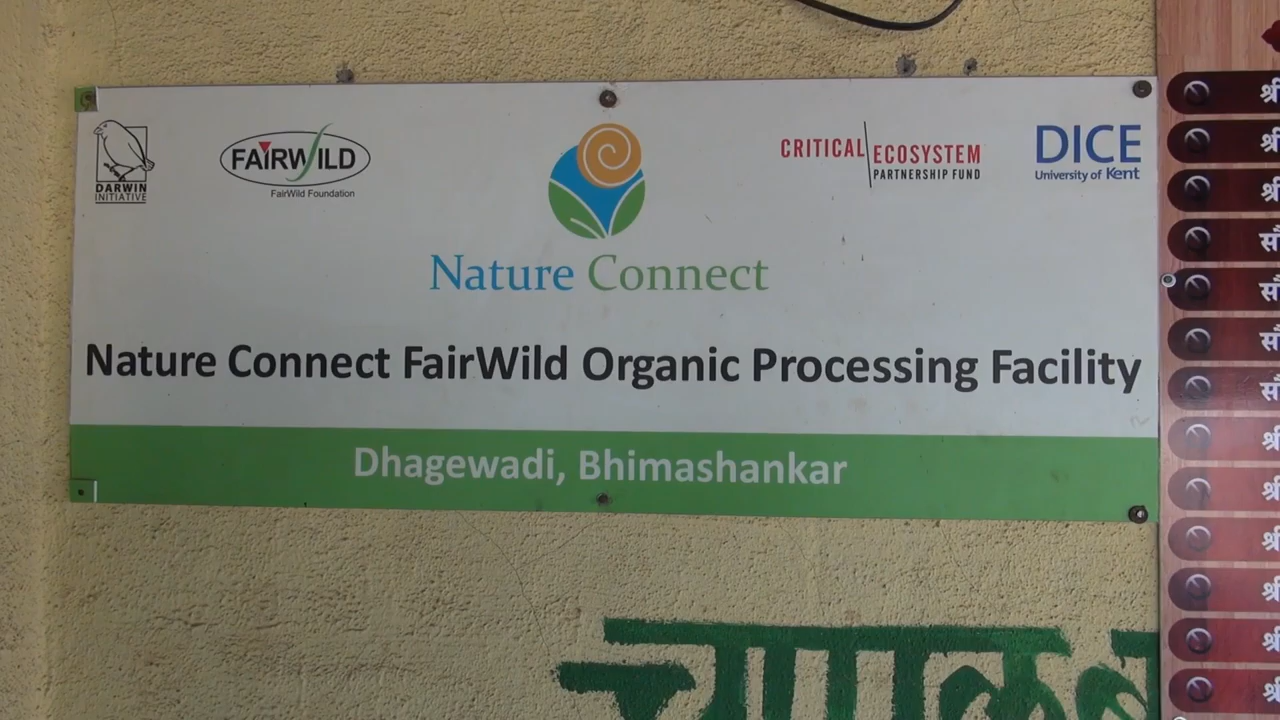 DARWIN
INITIATIVE
FAIRWILD
FairWild Foundation
CRITICAL ECOSYSTEM
PARTNERSHIP FUND
DICE
University of Kent
Nature Connect
Nature Connect FairWild Organic Processing Facility
Dhagewadi, Bhimashankar
श्री
श्री
श्री
सौ
सौ
सौ
सौ
श्री
श्री
श्री
श्री
श्री
श्री